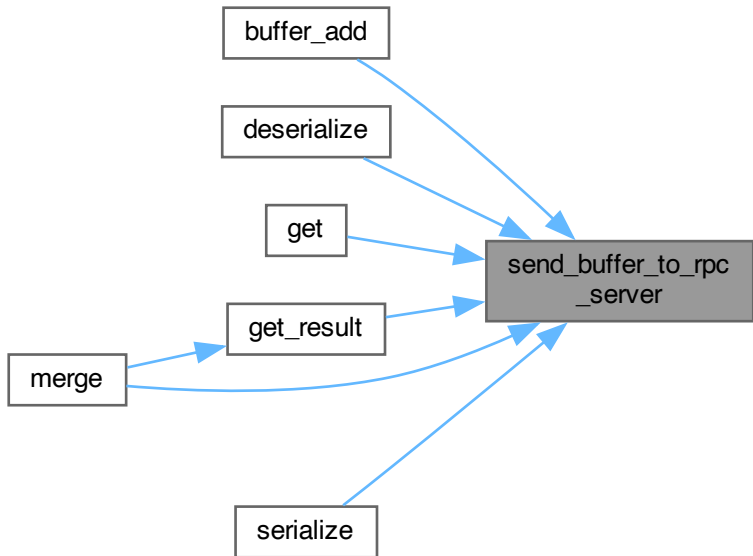 buffer_add
deserialize
get
send_buffer_to_rpc
_server
get_result
merge
serialize